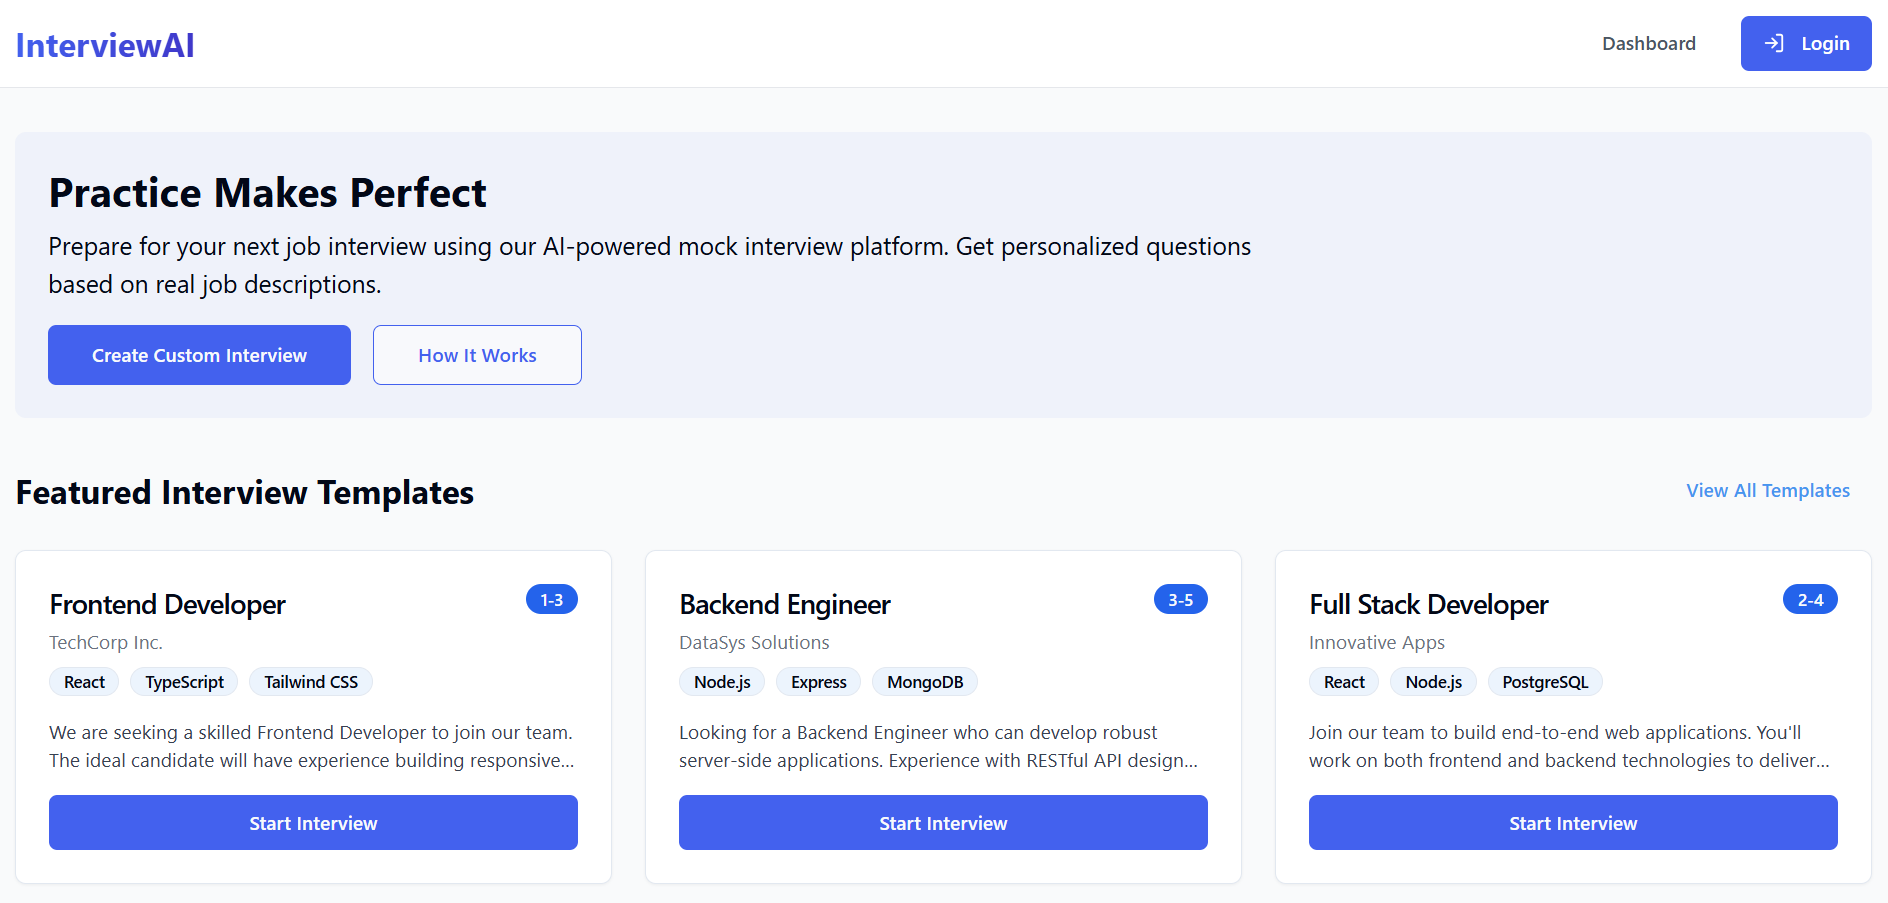 InterviewAI
Dashboard
Login
Practice Makes Perfect
Prepare for your next job interview using our AI-powered mock interview platform. Get personalized questions
based on real job descriptions.
Create Custom Interview
How It Works
Featured Interview Templates
View All Templates
Frontend Developer
1-3
TechCorp Inc.
React
TypeScript
Tailwind CSS
We are seeking a skilled Frontend Developer to join our team.
The ideal candidate will have experience building responsive...
Start Interview
Backend Engineer
3-5
DataSys Solutions
Node.js
Express
MongoDB
Looking for a Backend Engineer who can develop robust
server-side applications. Experience with RESTful API design...
Start Interview
Full Stack Developer
2-4
Innovative Apps
React
Node.js
PostgreSQL
Join our team to build end-to-end web applications. You'll
work on both frontend and backend technologies to deliver...
Start Interview